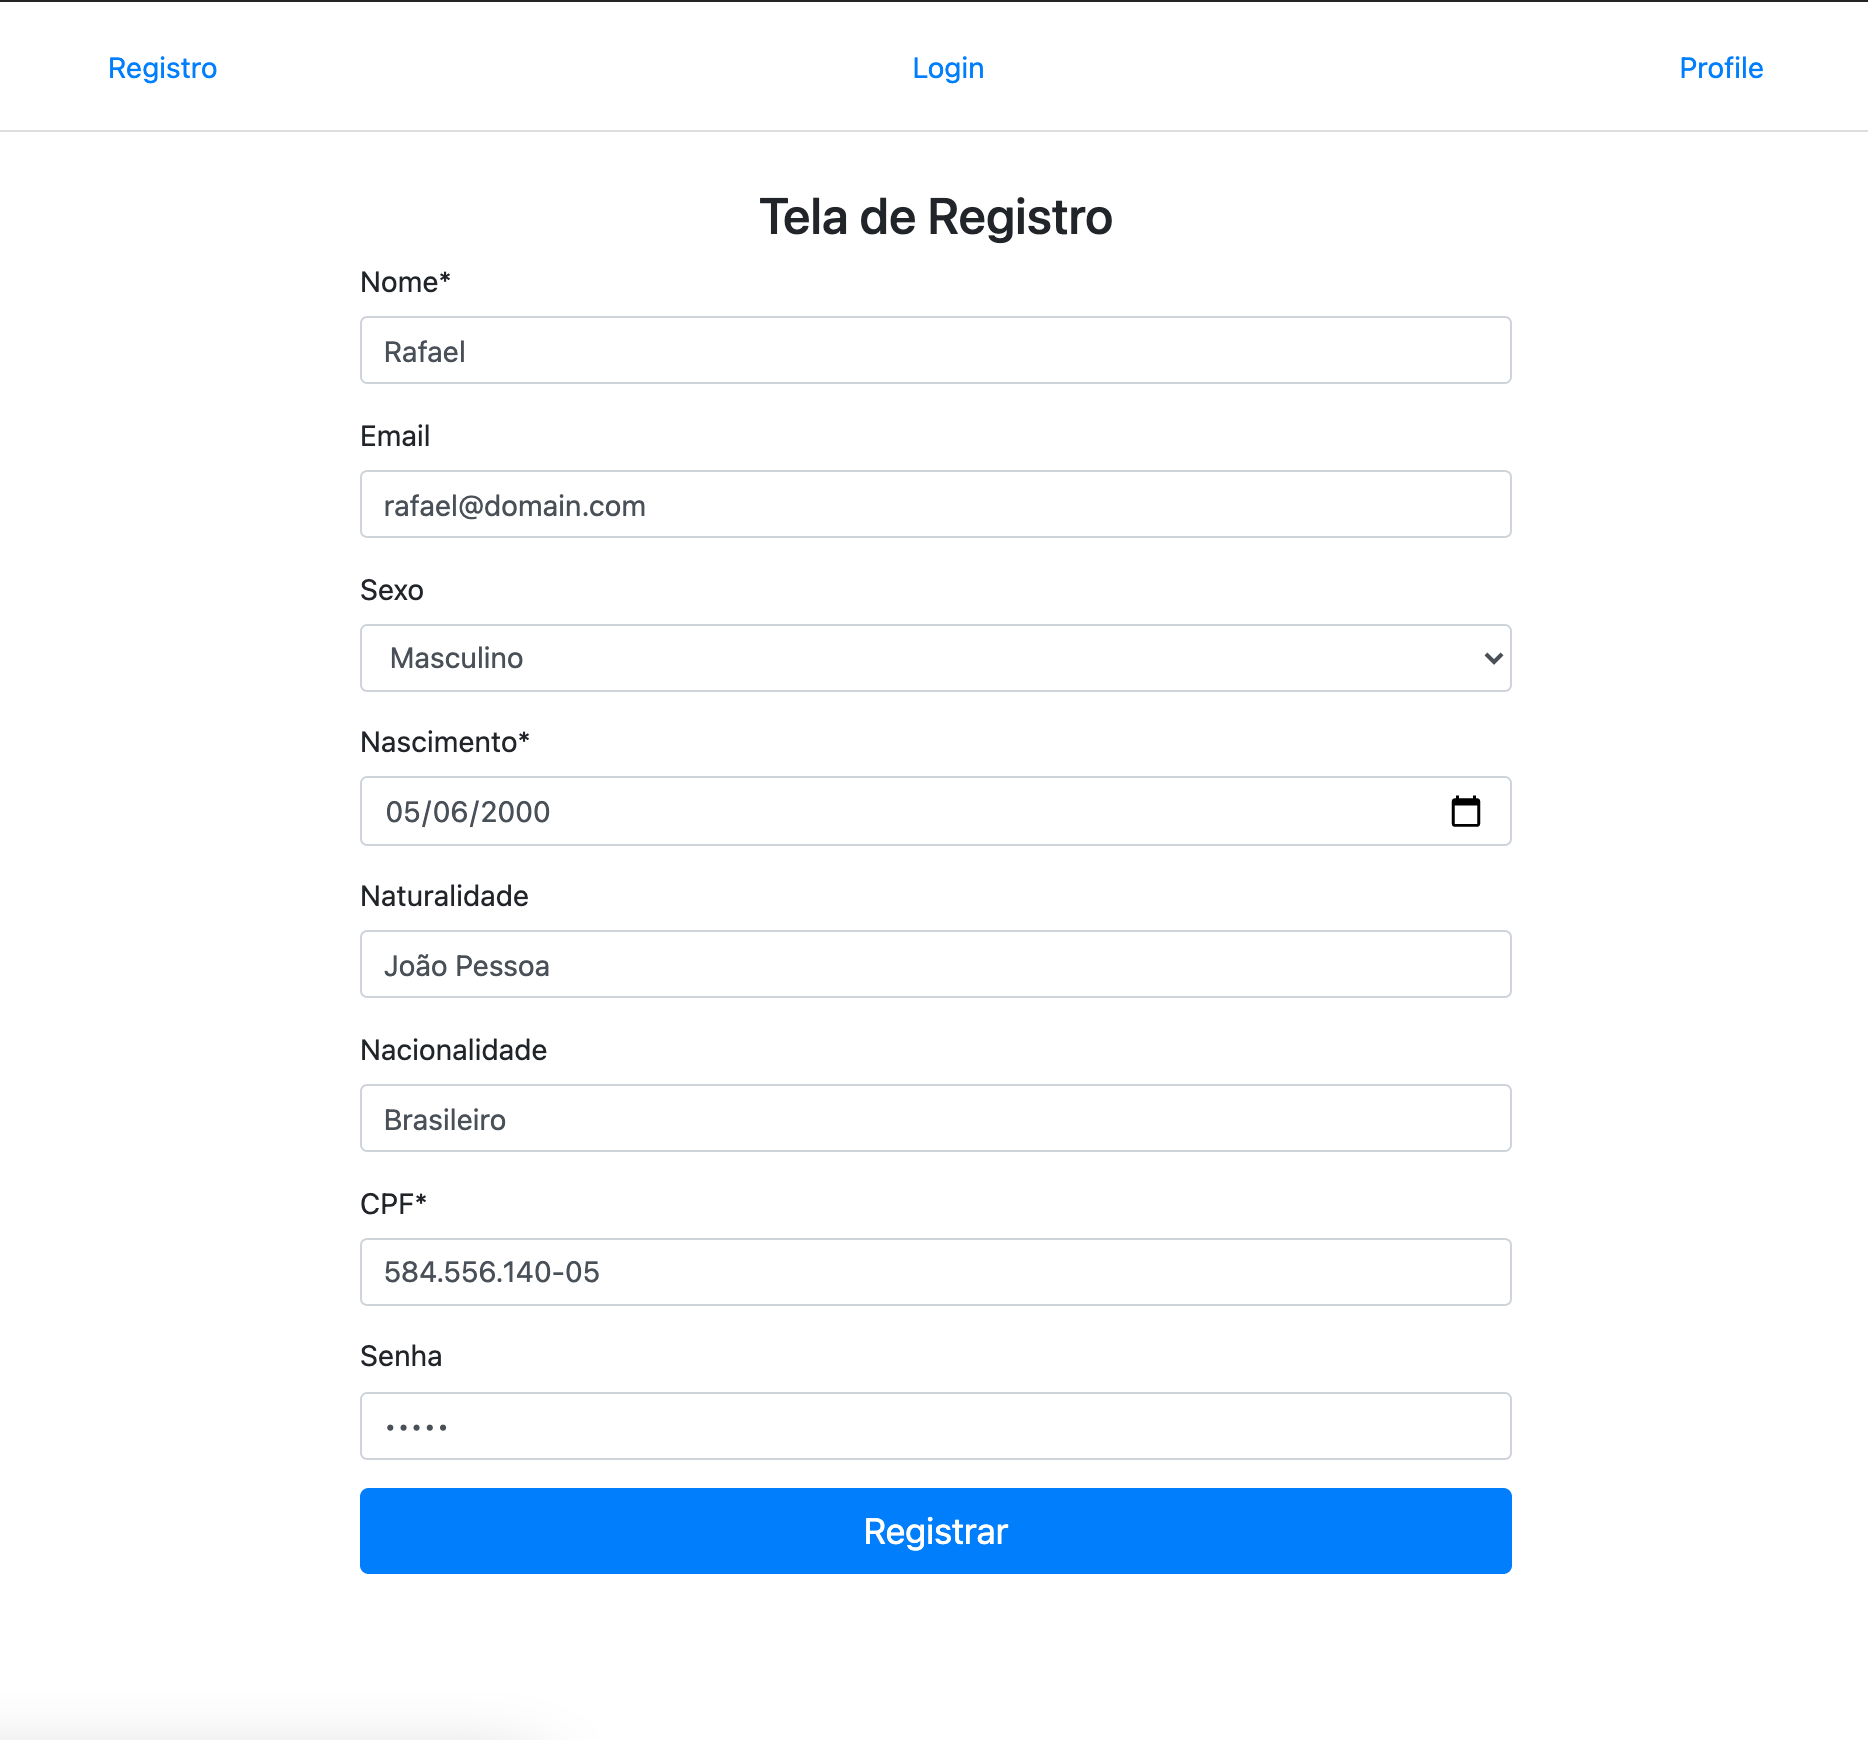 Registro Login Profile
Tela de Registro
Nome*
Rafael
Email
rafael@domain.com
Sexo
Masculino
Nascimento*
05/06/2000
Naturalidade
João Pessoa
Nacionalidade
Brasileiro
CPF*
584.556.140-05
Senha
•••••
Registrar